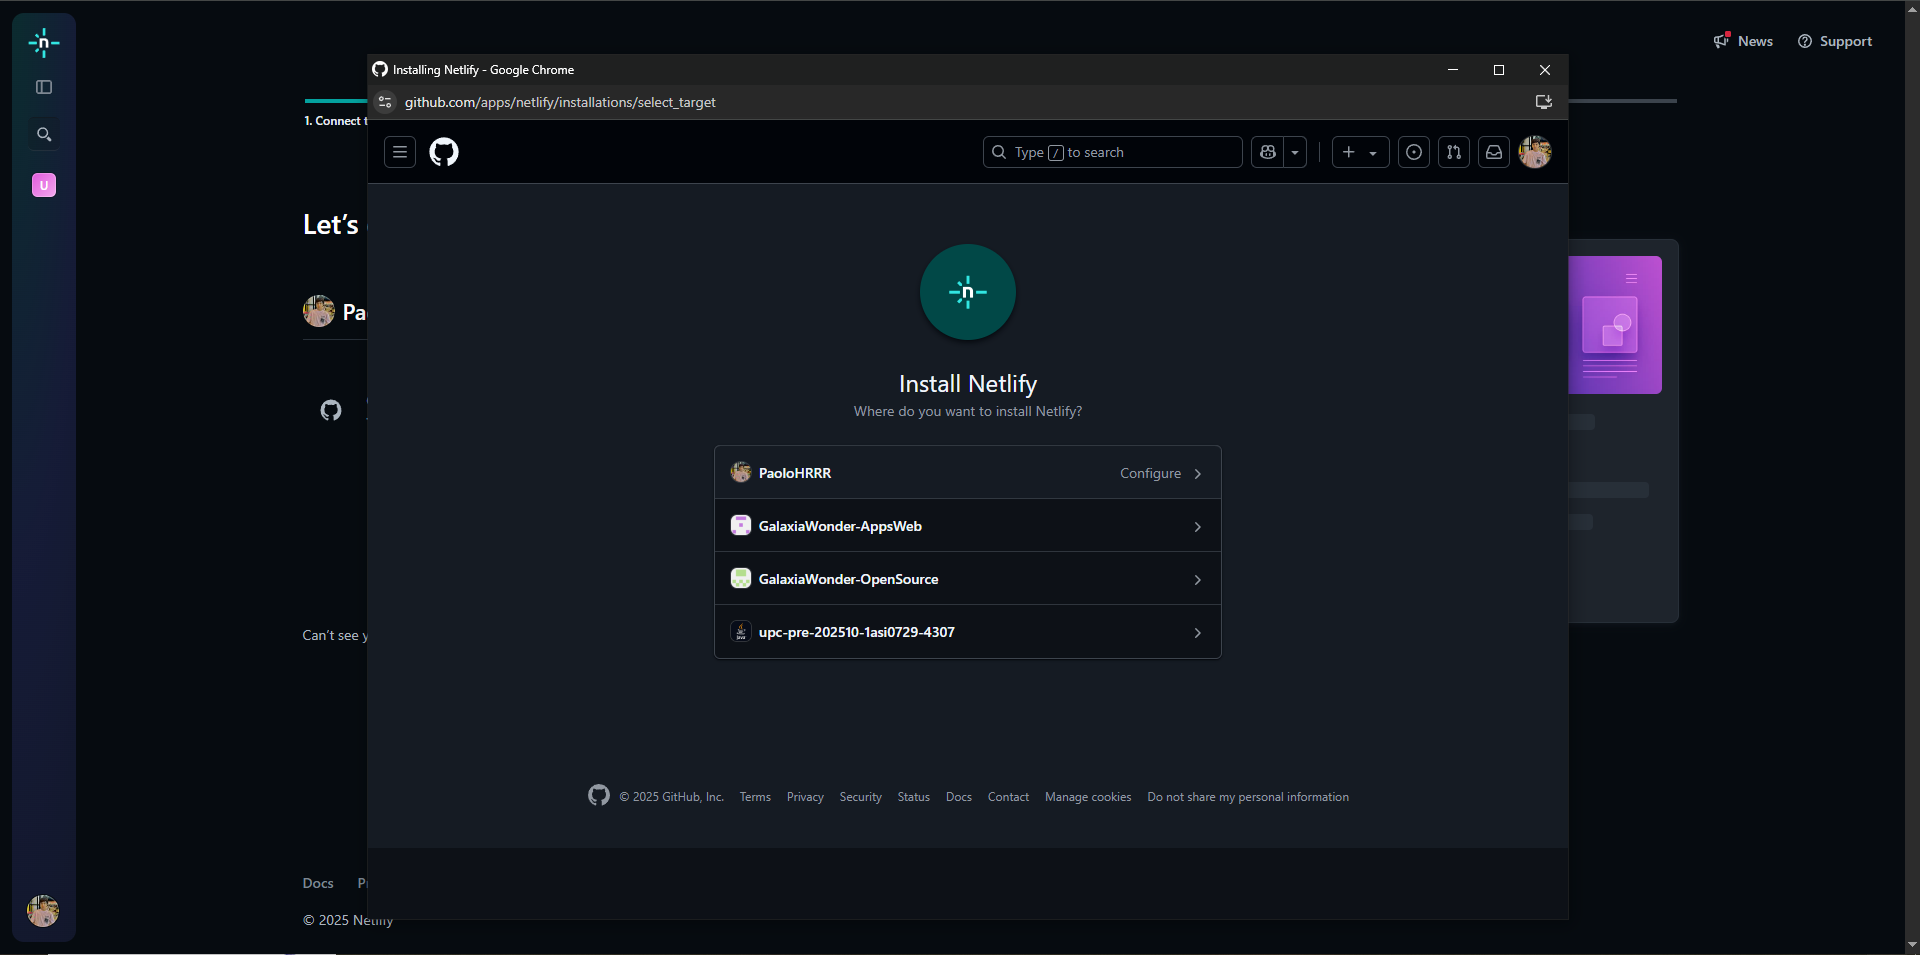 News
Support
Installing Netlify - Google Chrome
github.com/apps/netlify/installations/select_target
1. Connect t
Type / to search
U
Let's
Pa
n
Install Netlify
Where do you want to install Netlify?
PaoloHRRR
Configure
GalaxiaWonder-AppsWeb
GalaxiaWonder-OpenSource
upc-pre-202510-1asi0729-4307
Can't see y
© 2025 GitHub, Inc. Terms Privacy Security Status Docs Contact Manage cookies Do not share my personal information
Docs
© 2025 Netlify